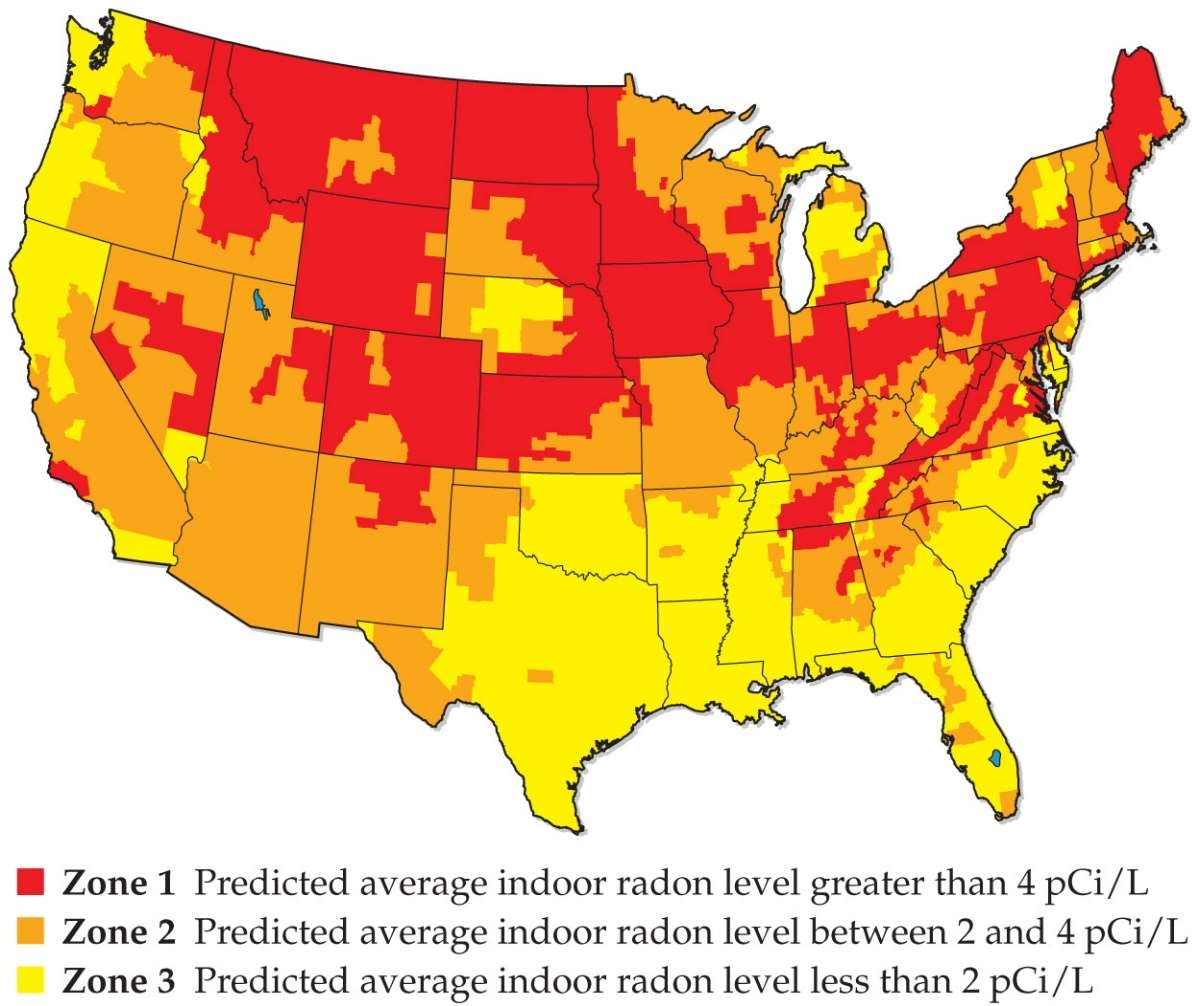 Zone 1 Predicted average indoor radon level greater than 4 pCi/L
Zone 2 Predicted average indoor radon level between 2 and 4 pCi/L
Zone 3 Predicted average indoor radon level less than 2 pCi/L